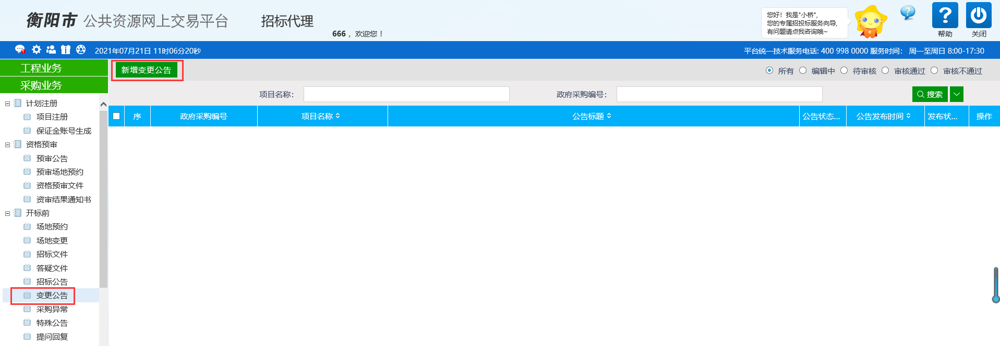 衡阳市 公共资源网上交易平台 招标代理
666 ，欢迎您！
您好！我是"小桥",
您的专属招投标服务向导,
有问题请点我咨询哦~
帮助
关闭
2021年07月21日 11时06分20秒
平台统一技术服务电话: 400 998 0000 服务时间： 周一至周日 8:00-17:30
工程业务
采购业务
计划注册
项目注册
保证金账号生成
资格预审
预审公告
预审场地预约
资格预审文件
资审结果通知书
开标前
场地预约
场地变更
招标文件
答疑文件
招标公告
变更公告
采购异常
特殊公告
提问回复
新增变更公告
所有 编辑中 待审核 审核通过 审核不通过
项目名称： 政府采购编号： 搜索
序 政府采购编号 项目名称 公告标题 公告状态... 公告发布时间 发布状... 操作